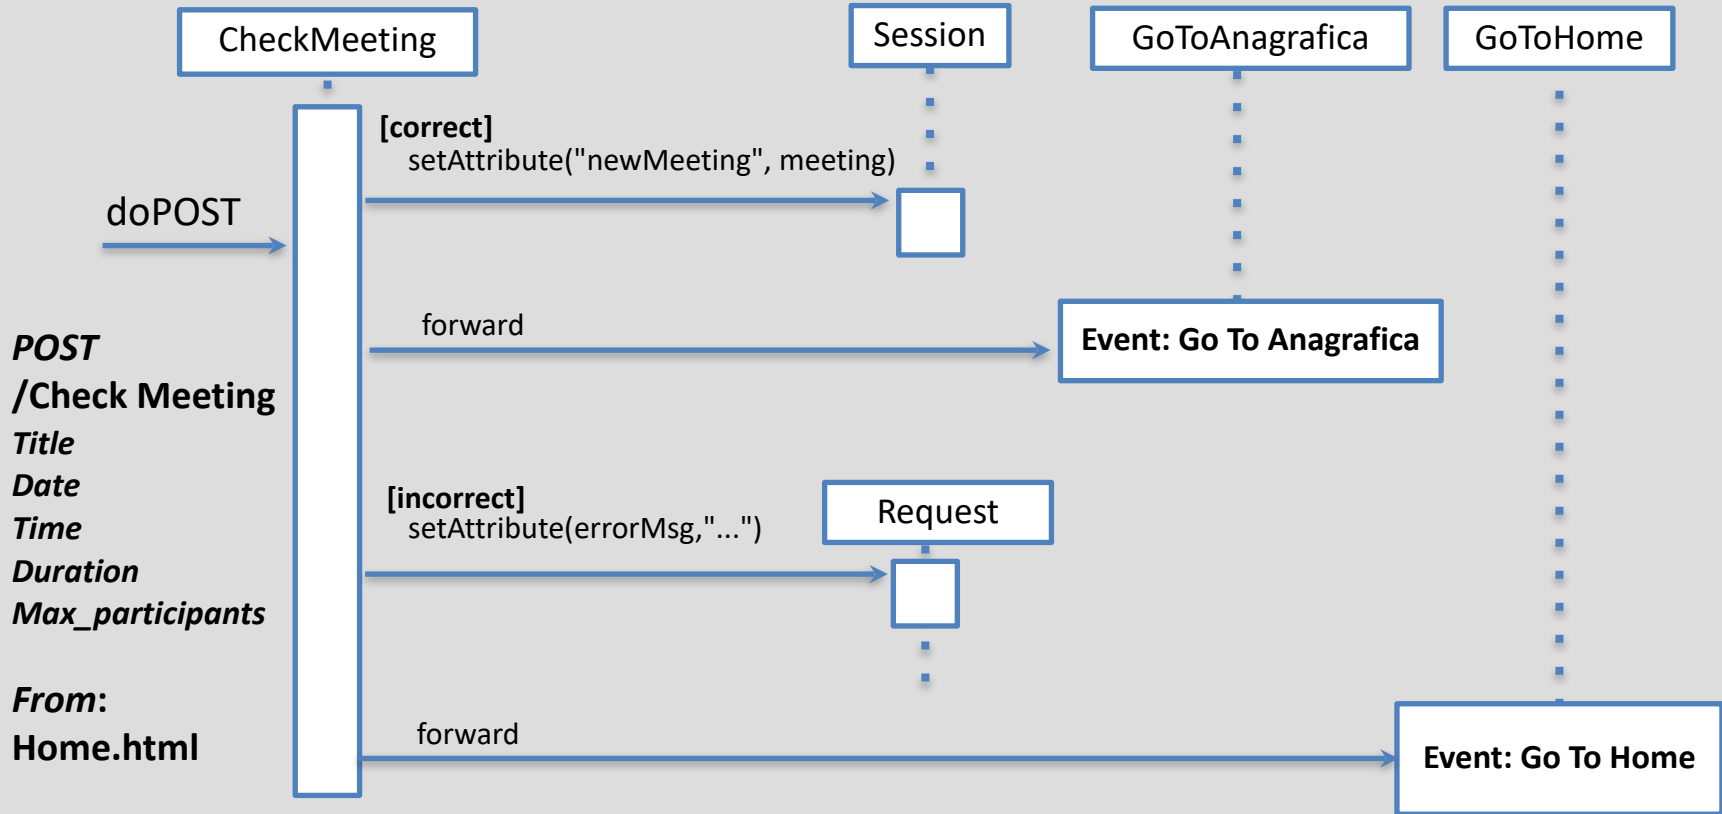 CheckMeeting
Session
GoToAnagrafica
GoToHome
[correct]
setAttribute("newMeeting", meeting)
doPOST
forward
Event: Go To Anagrafica
POST
/Check Meeting
Title
Date
Time
Duration
Max_participants
[incorrect]
setAttribute(errorMsg,"...")
Request
From:
Home.html
forward
Event: Go To Home